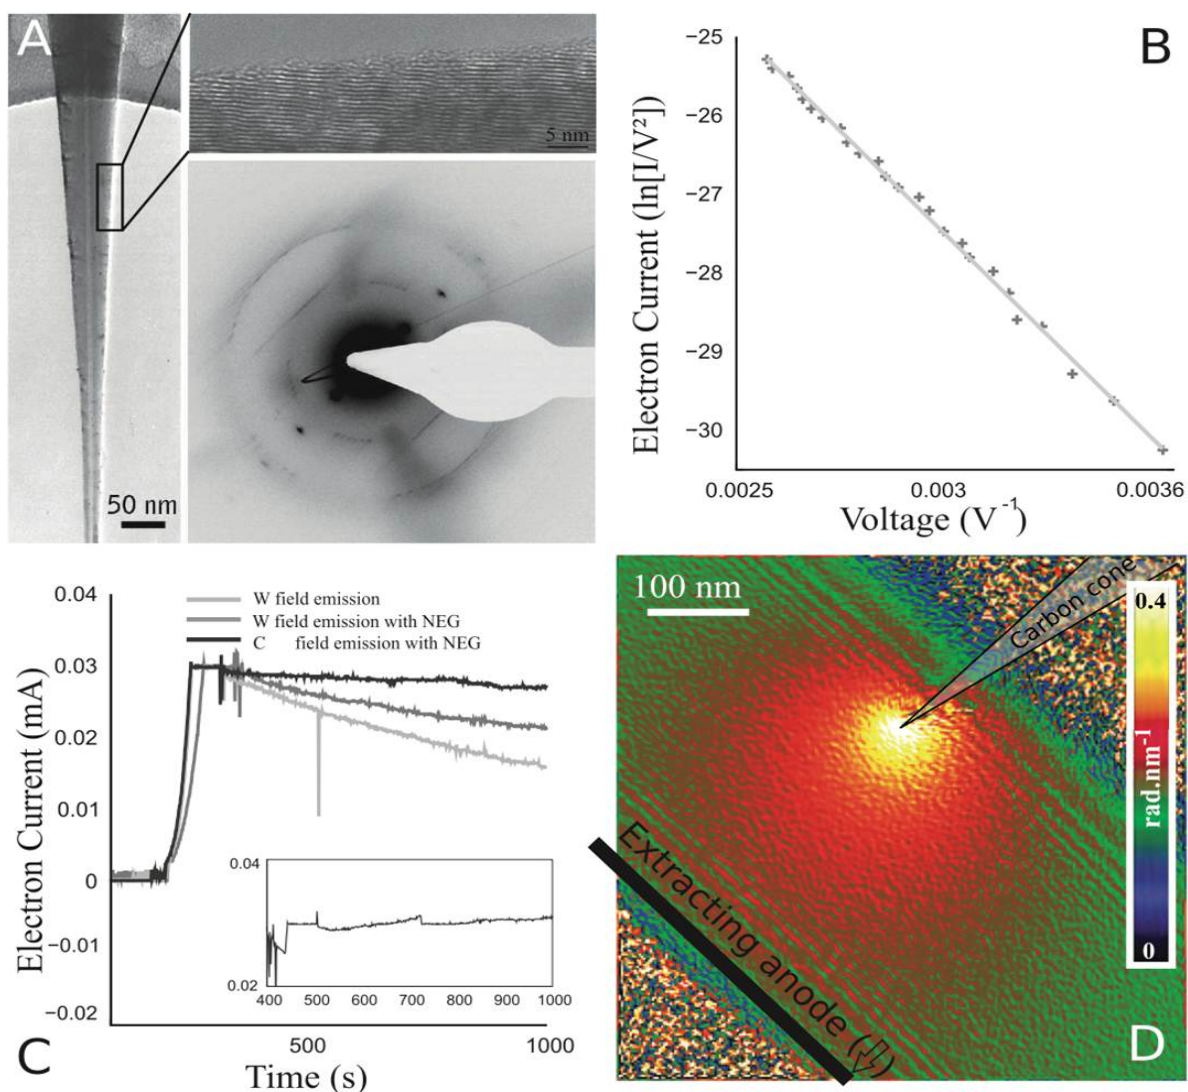 A
5 nm
50 nm
B
Electron Current (ln[I/V²])
−25
−26
−27
−28
−29
−30
0.0025
0.003
0.0036
Voltage (V⁻¹)
C
Electron Current (mA)
0.04
0.03
0.02
0.01
0
−0.01
−0.02
W field emission
W field emission with NEG
C field emission with NEG
0.04
0.02
400
500
600
700
800
900
1000
500
1000
Time (s)
100 nm
Carbon cone
0.4
rad.nm⁻¹
0
Extracting anode ( )
D